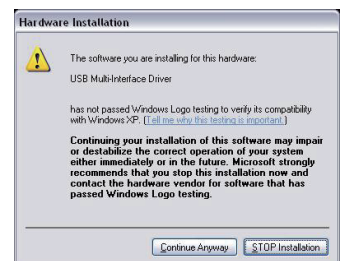 Hardware Installation
The software you are installing for this hardware:
USB Multi-Interface Driver
has not passed Windows Logo testing to verify its compatibility
with Windows XP. (Tell me why this testing is important.)
Continuing your installation of this software may impair
or destabilize the correct operation of your system
either immediately or in the future. Microsoft strongly
recommends that you stop this installation now and
contact the hardware vendor for software that has
passed Windows Logo testing.
Continue Anyway STOP Installation